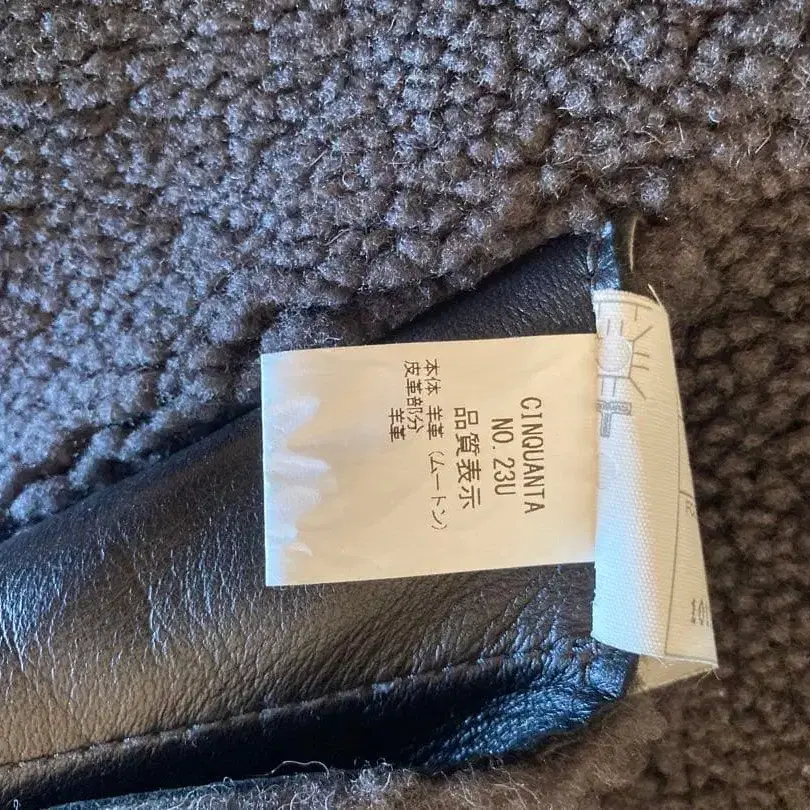 CINQUANTA
NO. 23U
品質表示
本体 羊革 (ムートン)
皮革部分
羊革